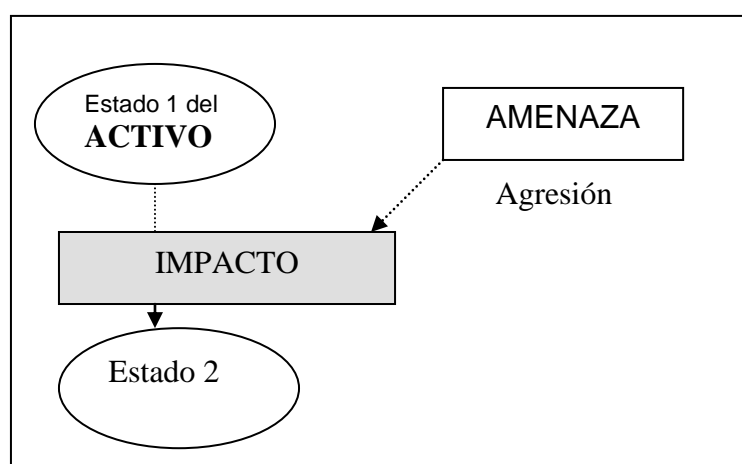 Estado 1 del
ACTIVO
AMENAZA
Agresión
IMPACTO
Estado 2